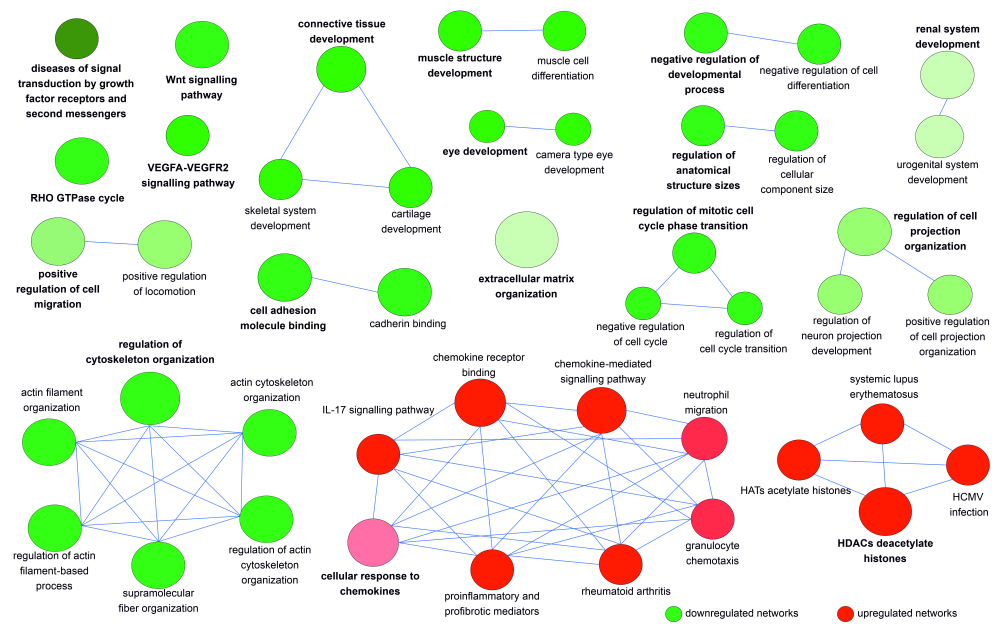 diseases of signal
transduction by growth
factor receptors and
second messengers
Wnt signalling
pathway
connective tissue
development
muscle structure
development
muscle cell
differentiation
negative regulation of
developmental
process
negative regulation of cell
differentiation
renal system
development
RHO GTPase cycle
VEGFA-VEGFR2
signalling pathway
skeletal system
development
cartilage
development
eye development
camera type eye
development
regulation of
anatomical
structure sizes
regulation of
cellular
component size
urogenital system
development
positive
regulation of cell
migration
positive regulation
of locomotion
cell adhesion
molecule binding
cadherin binding
extracellular matrix
organization
regulation of mitotic cell
cycle phase transition
negative regulation
of cell cycle
regulation of
cell cycle transition
regulation of cell
projection
organization
regulation of
neuron projection
development
positive regulation
of cell projection
organization
regulation of
cytoskeleton organization
actin filament
organization
actin cytoskeleton
organization
regulation of actin
filament-based
process
supramolecular
fiber organization
regulation of actin
cytoskeleton
organization
chemokine receptor
binding
chemokine-mediated
signalling pathway
IL-17 signalling pathway
neutrophil
migration
cellular response to
chemokines
proinflammatory and
profibrotic mediators
rheumatoid arthritis
granulocyte
chemotaxis
systemic lupus
erythematosus
HATs acetylate histones
HCMV
infection
HDACs deacetylate
histones
downregulated networks
upregulated networks